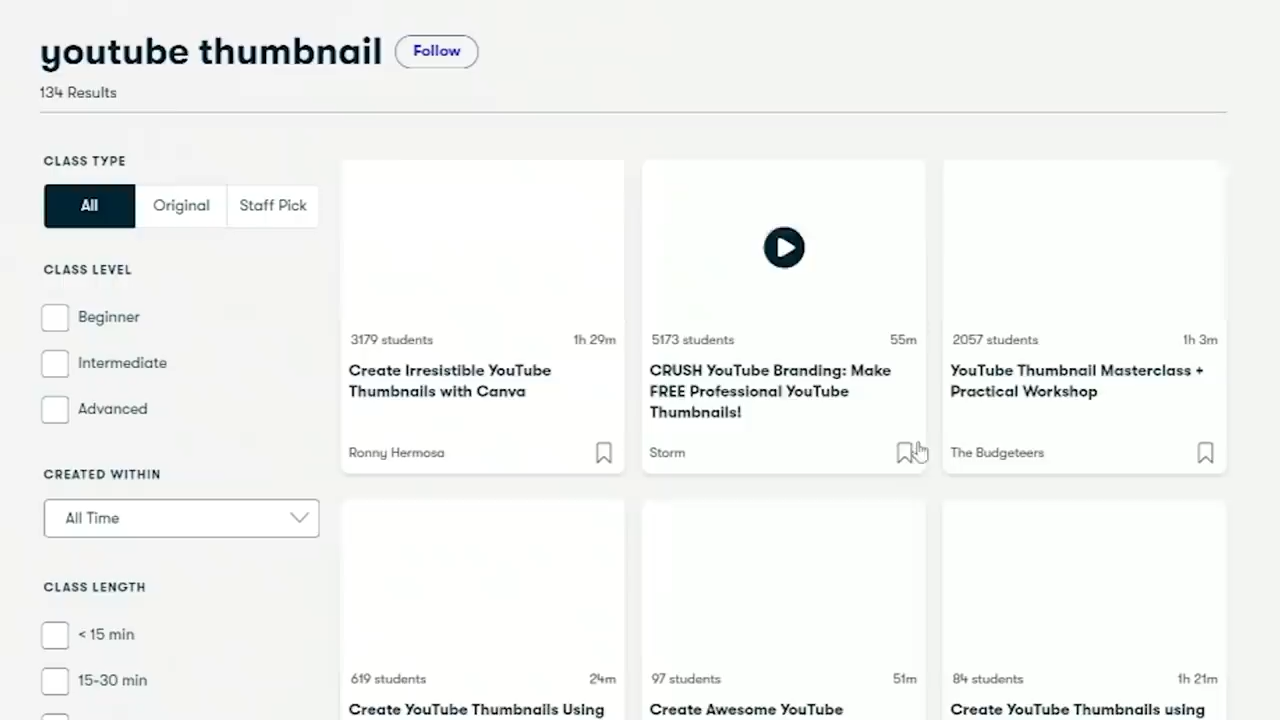 youtube thumbnail
Follow
134 Results
CLASS TYPE
All
Original
Staff Pick
CLASS LEVEL
Beginner
Intermediate
Advanced
CREATED WITHIN
All Time
CLASS LENGTH
< 15 min
15-30 min
3179 students 1h 29m
Create Irresistible YouTube
Thumbnails with Canva
Ronny Hermosa
5173 students 55m
CRUSH YouTube Branding: Make
FREE Professional YouTube
Thumbnails!
Storm
2057 students 1h 3m
YouTube Thumbnail Masterclass +
Practical Workshop
The Budgeteers
619 students 24m
Create YouTube Thumbnails Using
97 students 51m
Create Awesome YouTube
84 students 1h 21m
Create YouTube Thumbnails using